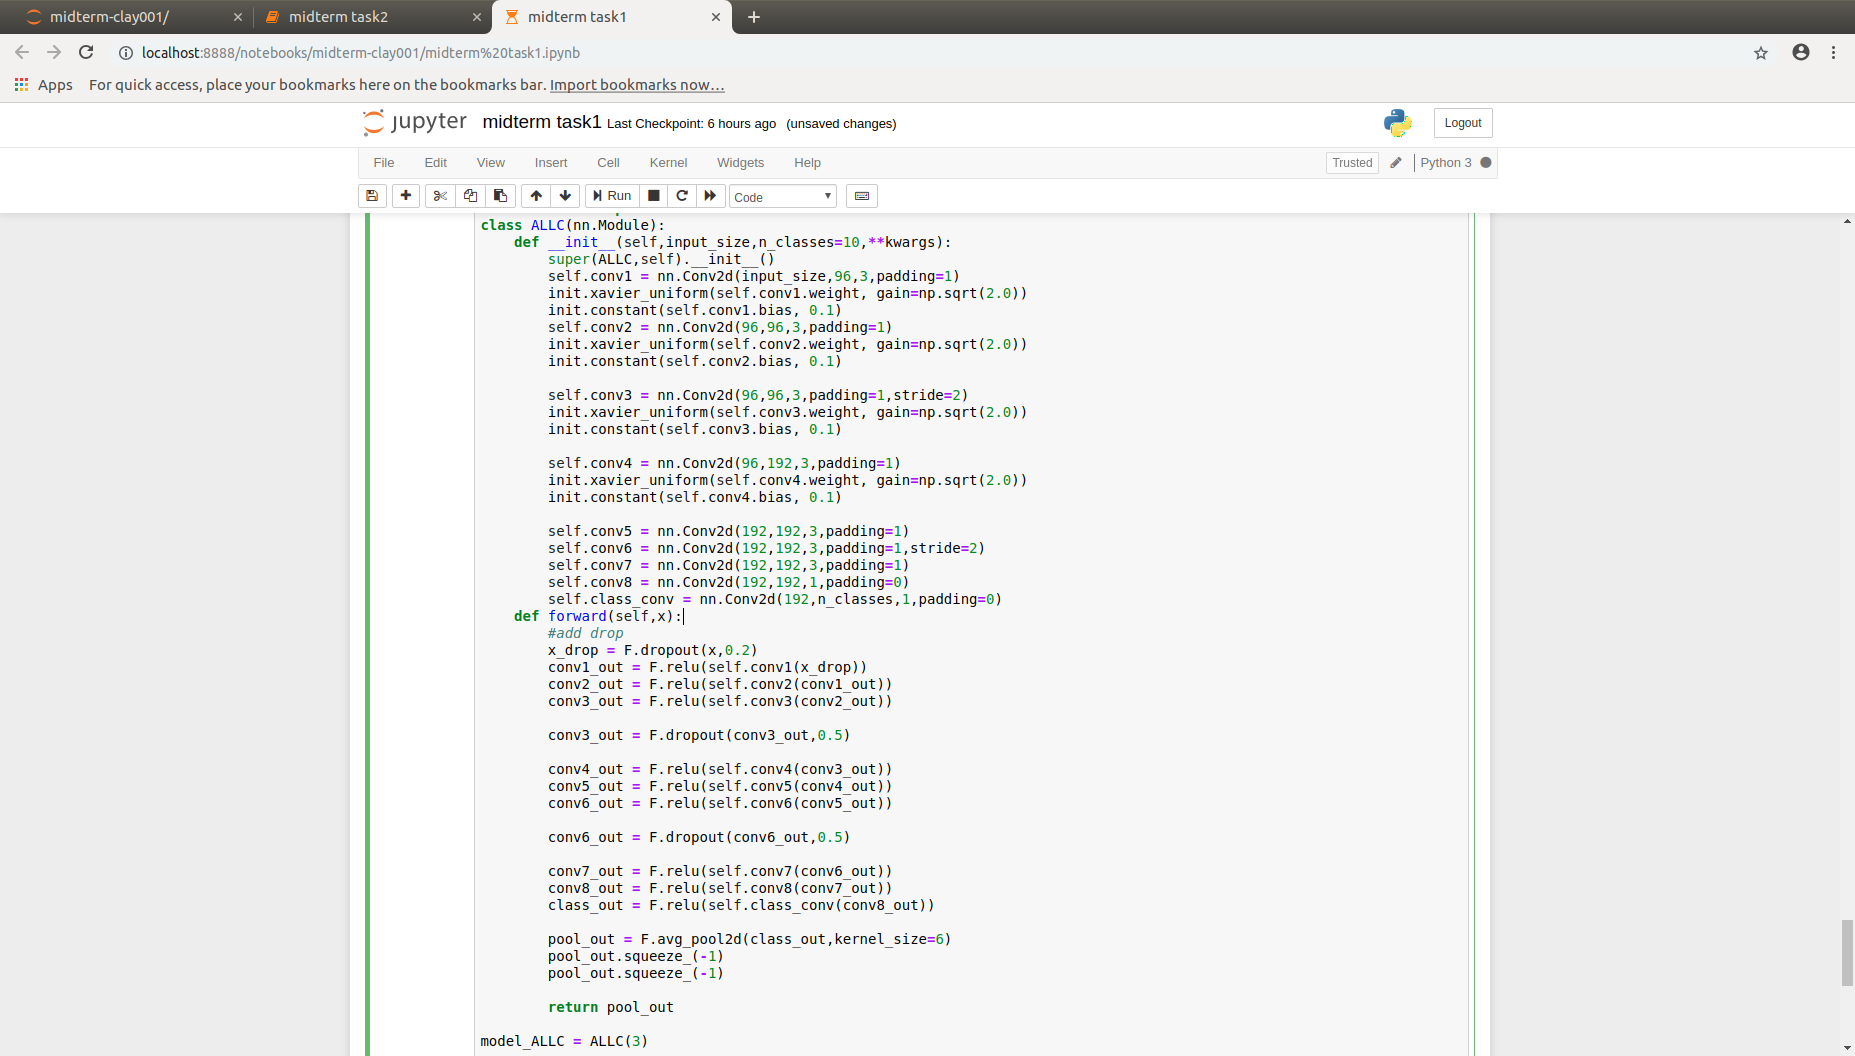 midterm-clay001/
midterm task2
midterm task1
localhost:8888/notebooks/midterm-clay001/midterm%20task1.ipynb
Apps For quick access, place your bookmarks here on the bookmarks bar. Import bookmarks now...
jupyter midterm task1 Last Checkpoint: 6 hours ago (unsaved changes) Logout
File Edit View Insert Cell Kernel Widgets Help Trusted Python 3
Run Code
class ALLC(nn.Module):
    def __init__(self,input_size,n_classes=10,**kwargs):
        super(ALLC,self).__init__()
        self.conv1 = nn.Conv2d(input_size,96,3,padding=1)
        init.xavier_uniform(self.conv1.weight, gain=np.sqrt(2.0))
        init.constant(self.conv1.bias, 0.1)
        self.conv2 = nn.Conv2d(96,96,3,padding=1)
        init.xavier_uniform(self.conv2.weight, gain=np.sqrt(2.0))
        init.constant(self.conv2.bias, 0.1)

        self.conv3 = nn.Conv2d(96,96,3,padding=1,stride=2)
        init.xavier_uniform(self.conv3.weight, gain=np.sqrt(2.0))
        init.constant(self.conv3.bias, 0.1)

        self.conv4 = nn.Conv2d(96,192,3,padding=1)
        init.xavier_uniform(self.conv4.weight, gain=np.sqrt(2.0))
        init.constant(self.conv4.bias, 0.1)

        self.conv5 = nn.Conv2d(192,192,3,padding=1)
        self.conv6 = nn.Conv2d(192,192,3,padding=1,stride=2)
        self.conv7 = nn.Conv2d(192,192,3,padding=1)
        self.conv8 = nn.Conv2d(192,192,1,padding=0)
        self.class_conv = nn.Conv2d(192,n_classes,1,padding=0)
    def forward(self,x):
        #add drop
        x_drop = F.dropout(x,0.2)
        conv1_out = F.relu(self.conv1(x_drop))
        conv2_out = F.relu(self.conv2(conv1_out))
        conv3_out = F.relu(self.conv3(conv2_out))

        conv3_out = F.dropout(conv3_out,0.5)

        conv4_out = F.relu(self.conv4(conv3_out))
        conv5_out = F.relu(self.conv5(conv4_out))
        conv6_out = F.relu(self.conv6(conv5_out))

        conv6_out = F.dropout(conv6_out,0.5)

        conv7_out = F.relu(self.conv7(conv6_out))
        conv8_out = F.relu(self.conv8(conv7_out))
        class_out = F.relu(self.class_conv(conv8_out))

        pool_out = F.avg_pool2d(class_out,kernel_size=6)
        pool_out.squeeze_(-1)
        pool_out.squeeze_(-1)

        return pool_out

model_ALLC = ALLC(3)